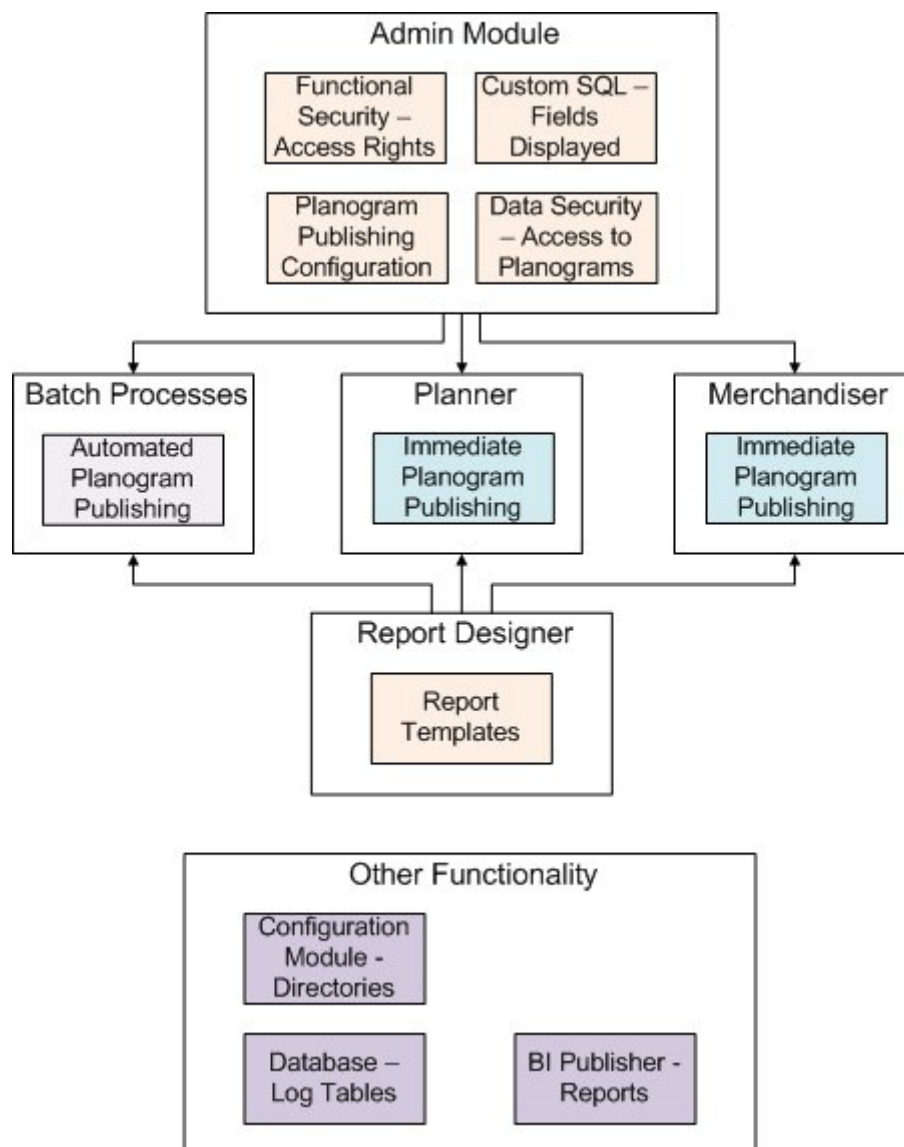 Admin Module
Functional
Security –
Access Rights
Custom SQL –
Fields
Displayed
Planogram
Publishing
Configuration
Data Security
– Access to
Planograms
Batch Processes
Automated
Planogram
Publishing
Planner
Immediate
Planogram
Publishing
Merchandiser
Immediate
Planogram
Publishing
Report Designer
Report
Templates
Other Functionality
Configuration
Module -
Directories
Database –
Log Tables
BI Publisher -
Reports